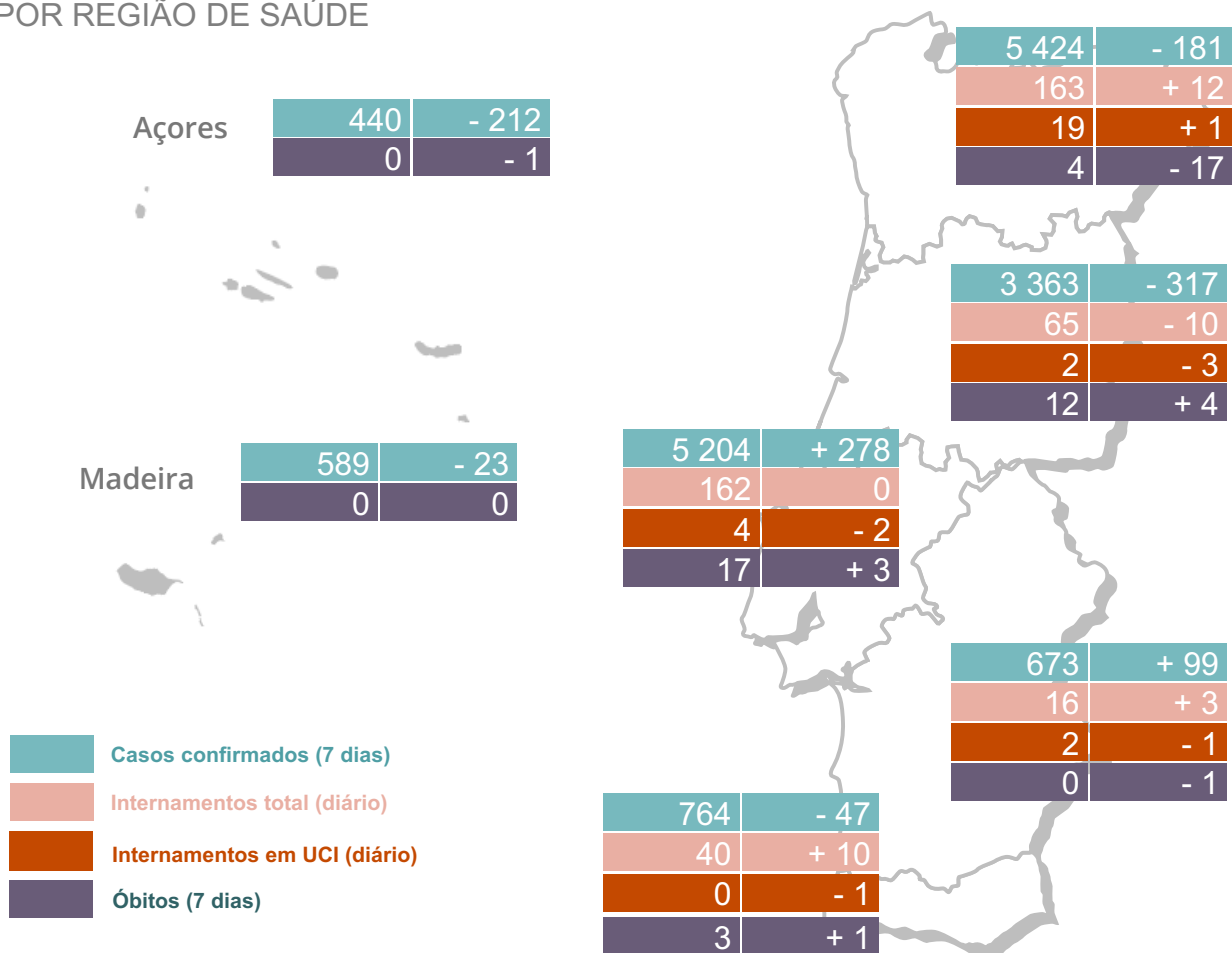 POR REGIÃO DE SAÚDE
5 424 - 181
163 + 12
19 + 1
4 - 17
Açores
440 - 212
0 - 1
3 363 - 317
65 - 10
2 - 3
12 + 4
Madeira
589 - 23
0 0
5 204 + 278
162 0
4 - 2
17 + 3
673 + 99
16 + 3
2 - 1
0 - 1
Casos confirmados (7 dias)
Internamentos total (diário)
Internamentos em UCI (diário)
Óbitos (7 dias)
764 - 47
40 + 10
0 - 1
3 + 1